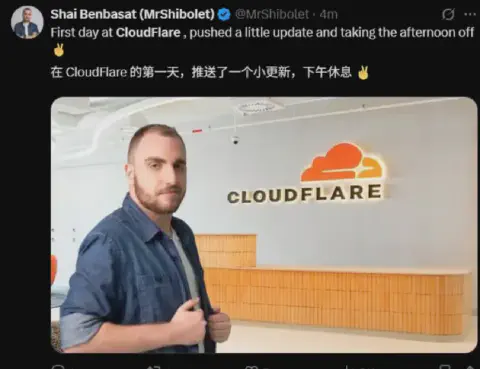 Shai Benbasat (MrShibolet) @MrShibolet · 4m
First day at CloudFlare , pushed a little update and taking the afternoon off
✌️
在 CloudFlare 的第一天，推送了一个小更新，下午休息 ✌️
CLOUDFLARE